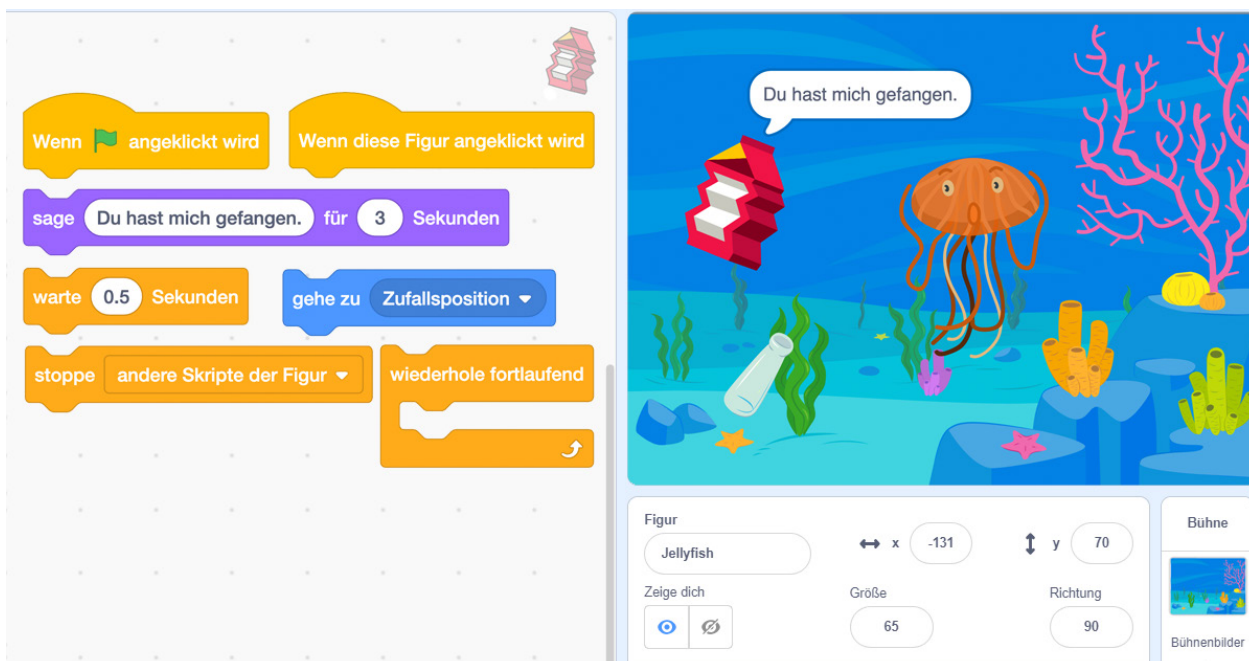 Wenn angeklickt wird
Wenn diese Figur angeklickt wird
sage Du hast mich gefangen. für 3 Sekunden
warte 0.5 Sekunden
gehe zu Zufallsposition
stoppe andere Skripte der Figur
wiederhole fortlaufend
Du hast mich gefangen.
Figur
Jellyfish
x -131
y 70
Zeige dich
Größe
65
Richtung
90
Bühne
Bühnenbilder